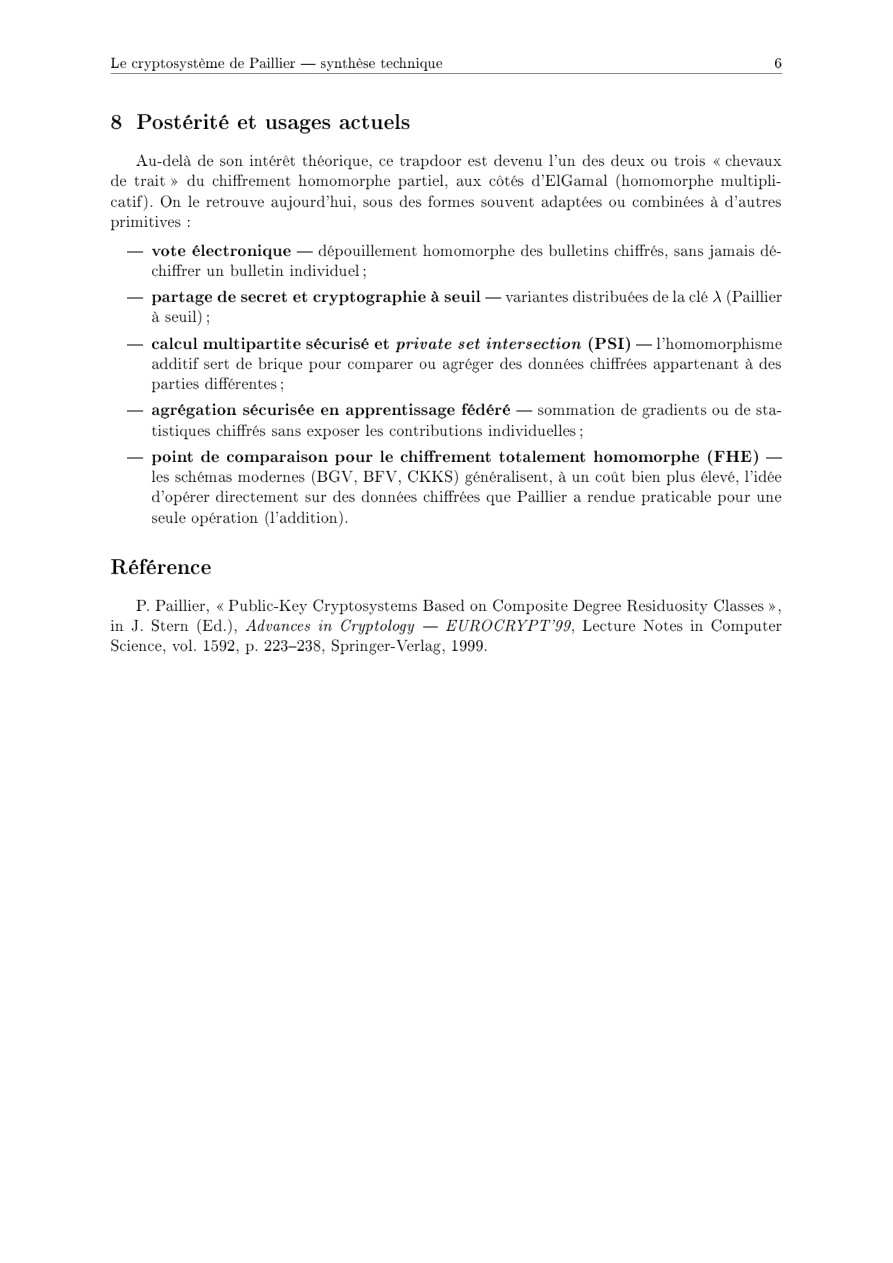 Le cryptosystème de Paillier — synthèse technique 6
8 Postérité et usages actuels
Au-delà de son intérêt théorique, ce trapdoor est devenu l'un des deux ou trois « chevaux
de trait » du chiffrement homomorphe partiel, aux côtés d'ElGamal (homomorphe multipli-
catif). On le retrouve aujourd'hui, sous des formes souvent adaptées ou combinées à d'autres
primitives :
— vote électronique — dépouillement homomorphe des bulletins chiffrés, sans jamais dé-
chiffrer un bulletin individuel ;
— partage de secret et cryptographie à seuil — variantes distribuées de la clé λ (Paillier
à seuil) ;
— calcul multipartite sécurisé et private set intersection (PSI) — l'homomorphisme
additif sert de brique pour comparer ou agréger des données chiffrées appartenant à des
parties différentes ;
— agrégation sécurisée en apprentissage fédéré — sommation de gradients ou de sta-
tistiques chiffrés sans exposer les contributions individuelles ;
— point de comparaison pour le chiffrement totalement homomorphe (FHE) —
les schémas modernes (BGV, BFV, CKKS) généralisent, à un coût bien plus élevé, l'idée
d'opérer directement sur des données chiffrées que Paillier a rendue praticable pour une
seule opération (l'addition).
Référence
P. Paillier, « Public-Key Cryptosystems Based on Composite Degree Residuosity Classes »,
in J. Stern (Ed.), Advances in Cryptology — EUROCRYPT'99, Lecture Notes in Computer
Science, vol. 1592, p. 223–238, Springer-Verlag, 1999.